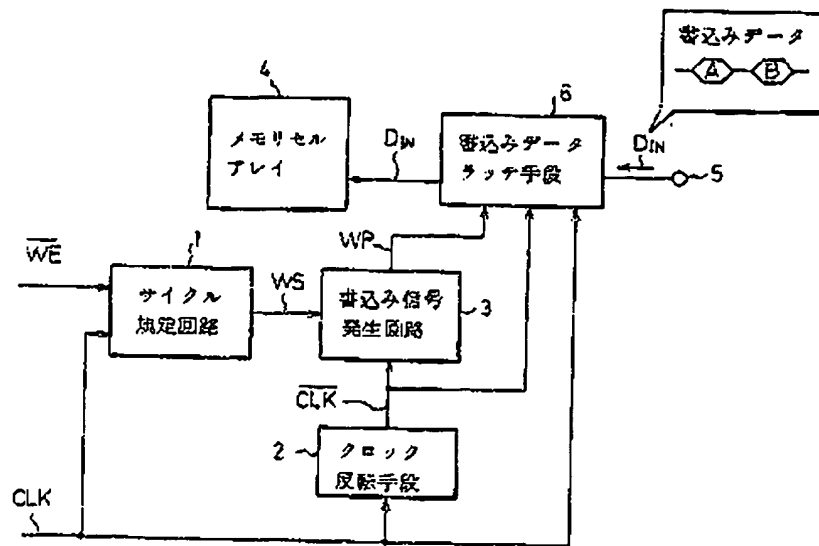 書込みデータ
A B
4
メモリセル
アレイ
DIN
6
書込みデータ
ラッチ手段
DIN
5
WP
WE
1
サイクル
規定回路
WS
書込み信号
発生回路
3
CLK
2
クロック
反転手段
CLK